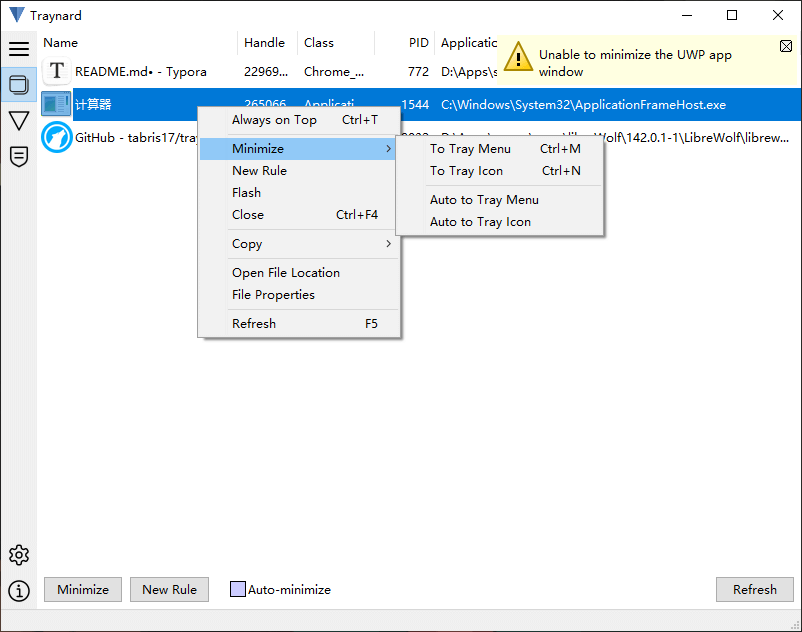 Traynard
Name Handle Class PID Applicatio
Unable to minimize the UWP app
window
T README.md• - Typora 22969... Chrome_... 772 D:\Apps\s
计算器 265066 Applicati 1544 C:\Windows\System32\ApplicationFrameHost.exe
GitHub - tabris17/tray Wolf\142.0.1-1\LibreWolf\librew...
Always on Top Ctrl+T
Minimize
New Rule
Flash
Close Ctrl+F4
Copy
Open File Location
File Properties
Refresh F5
To Tray Menu Ctrl+M
To Tray Icon Ctrl+N
Auto to Tray Menu
Auto to Tray Icon
Minimize New Rule Auto-minimize Refresh